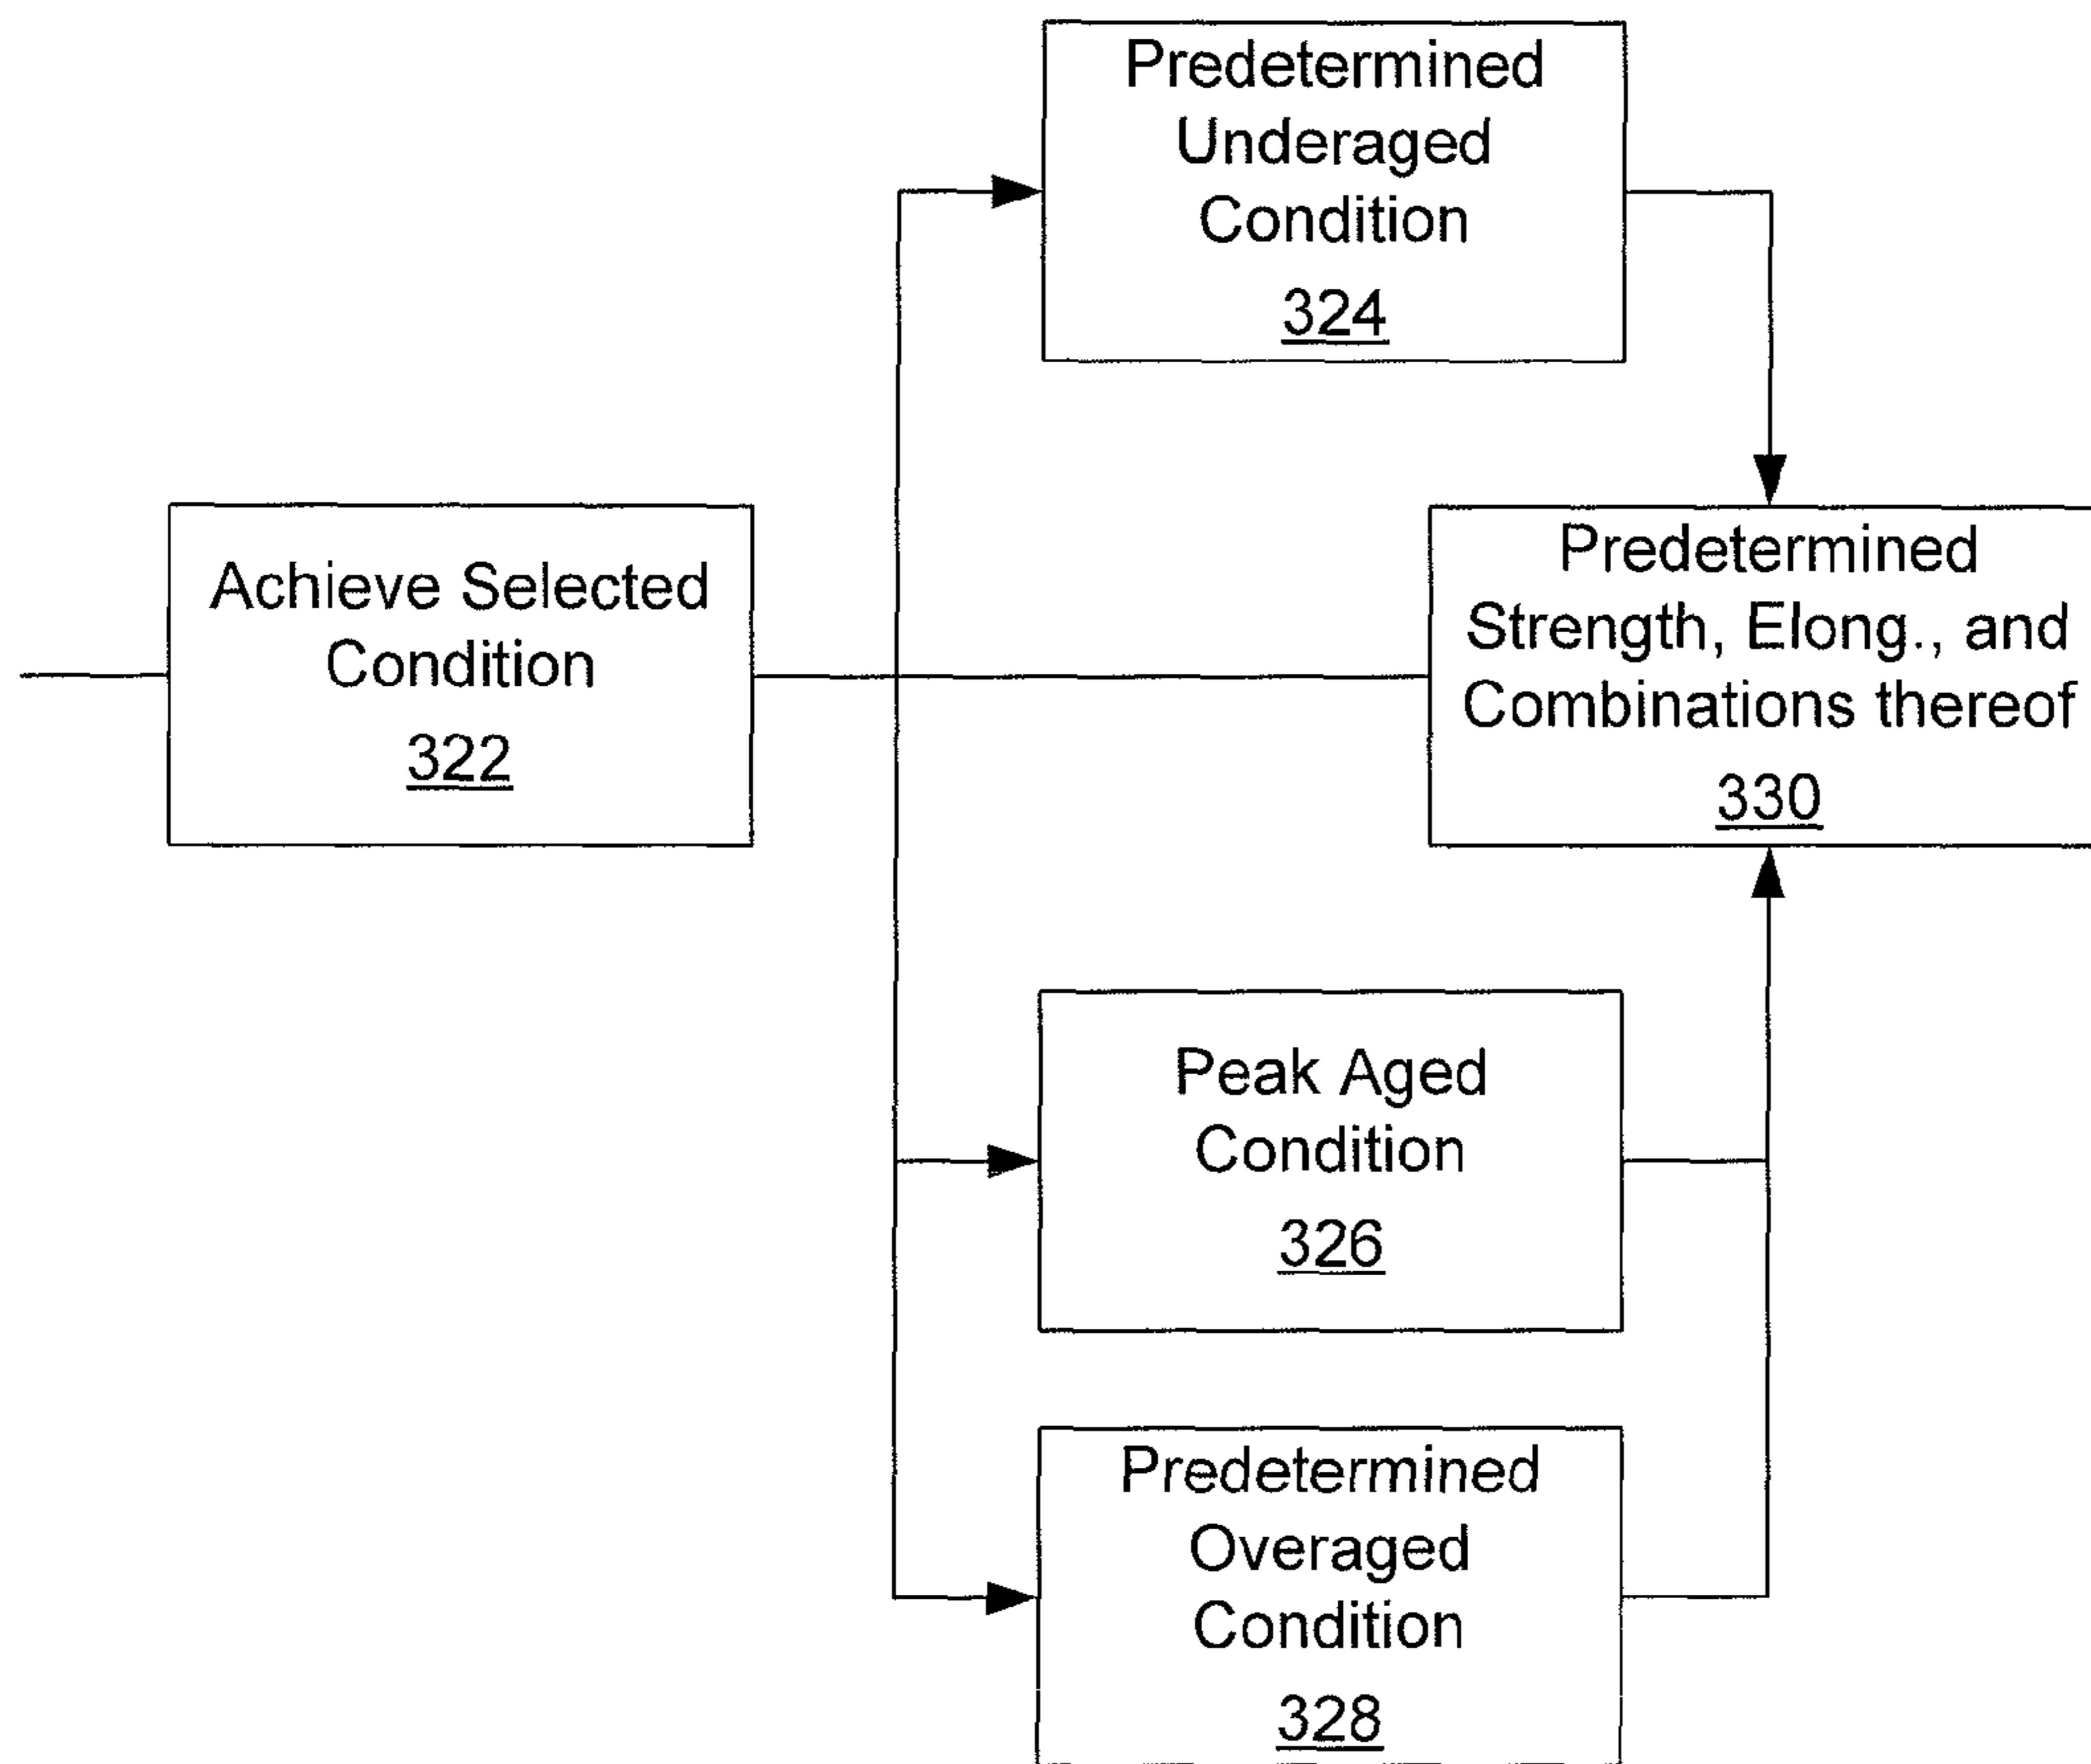 Predetermined
Underaged
Condition
324
Achieve Selected
Condition
322
Predetermined
Strength, Elong., and
Combinations thereof
330
Peak Aged
Condition
326
Predetermined
Overaged
Condition
328